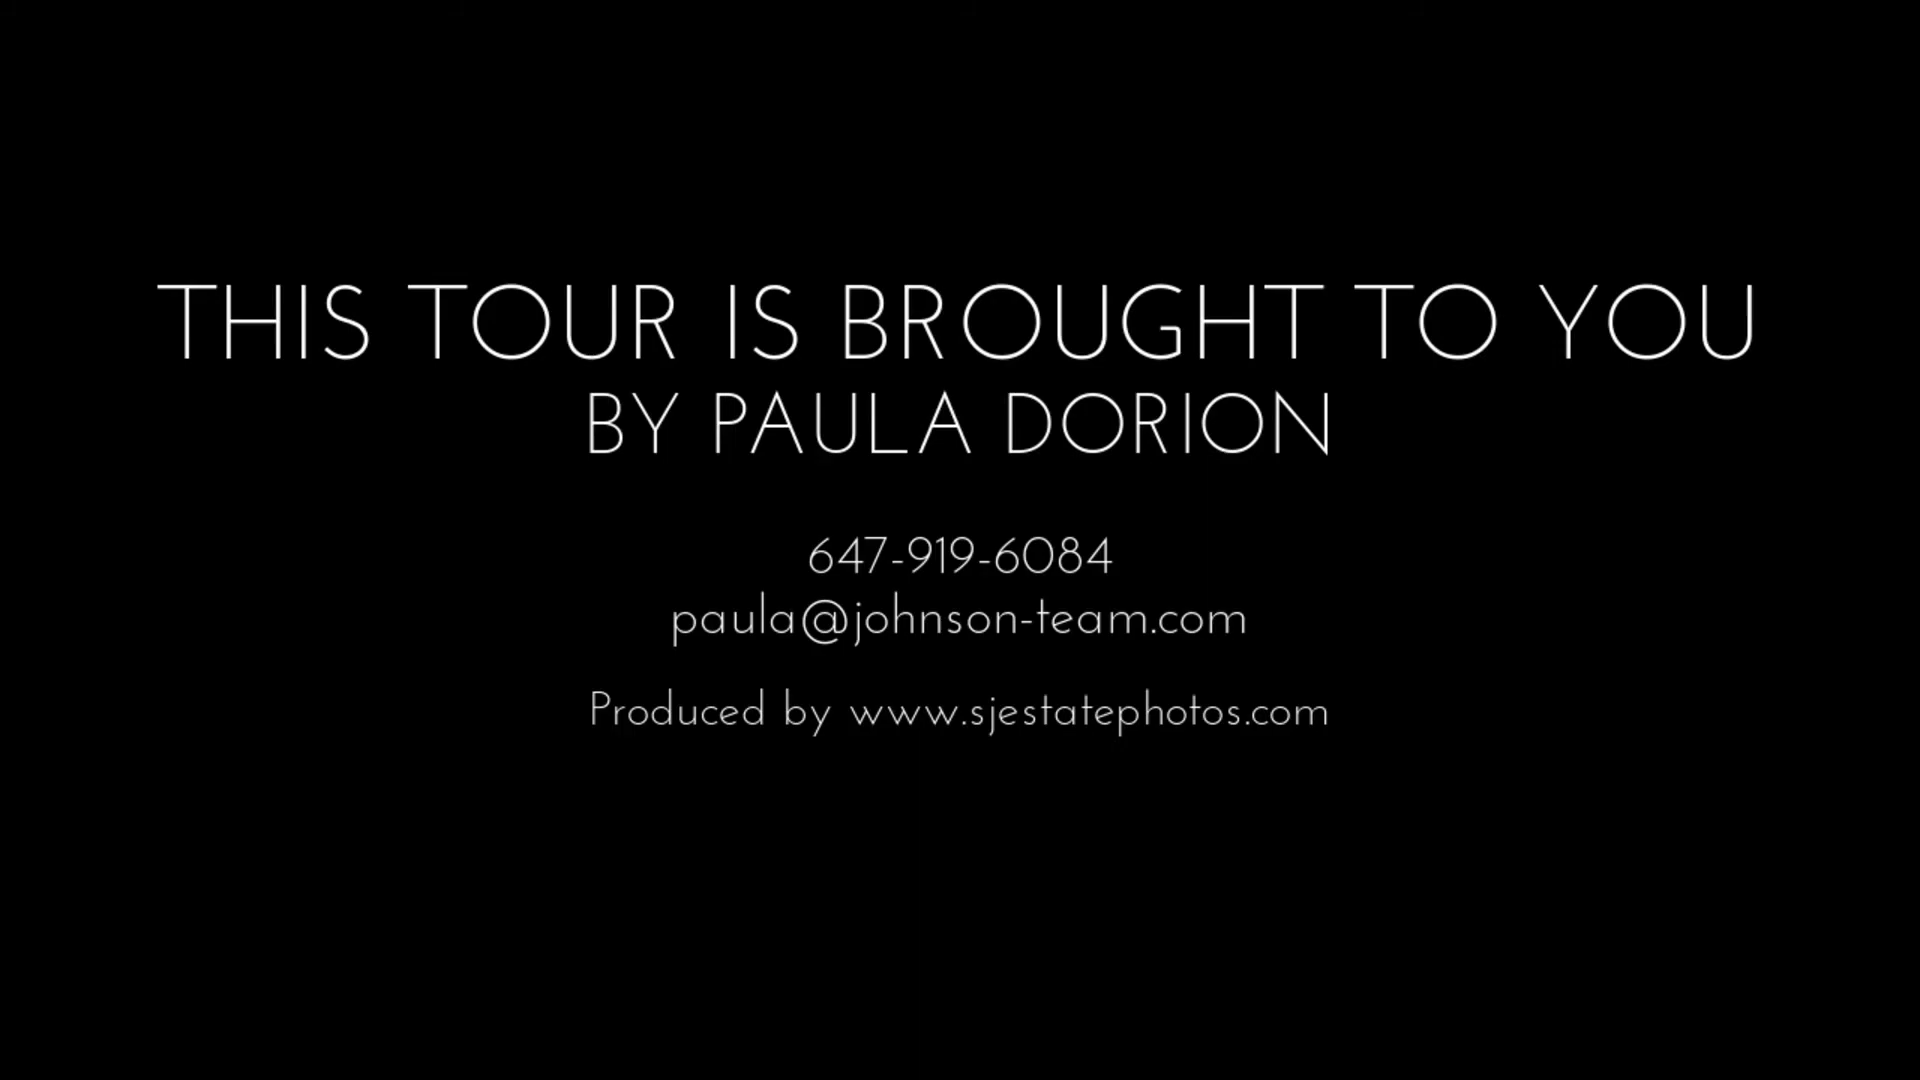 THIS TOUR IS BROUGHT TO YOU
BY PAULA DORION
647-919-6084
paula@johnson-team.com
Produced by www.sjestatephotos.com